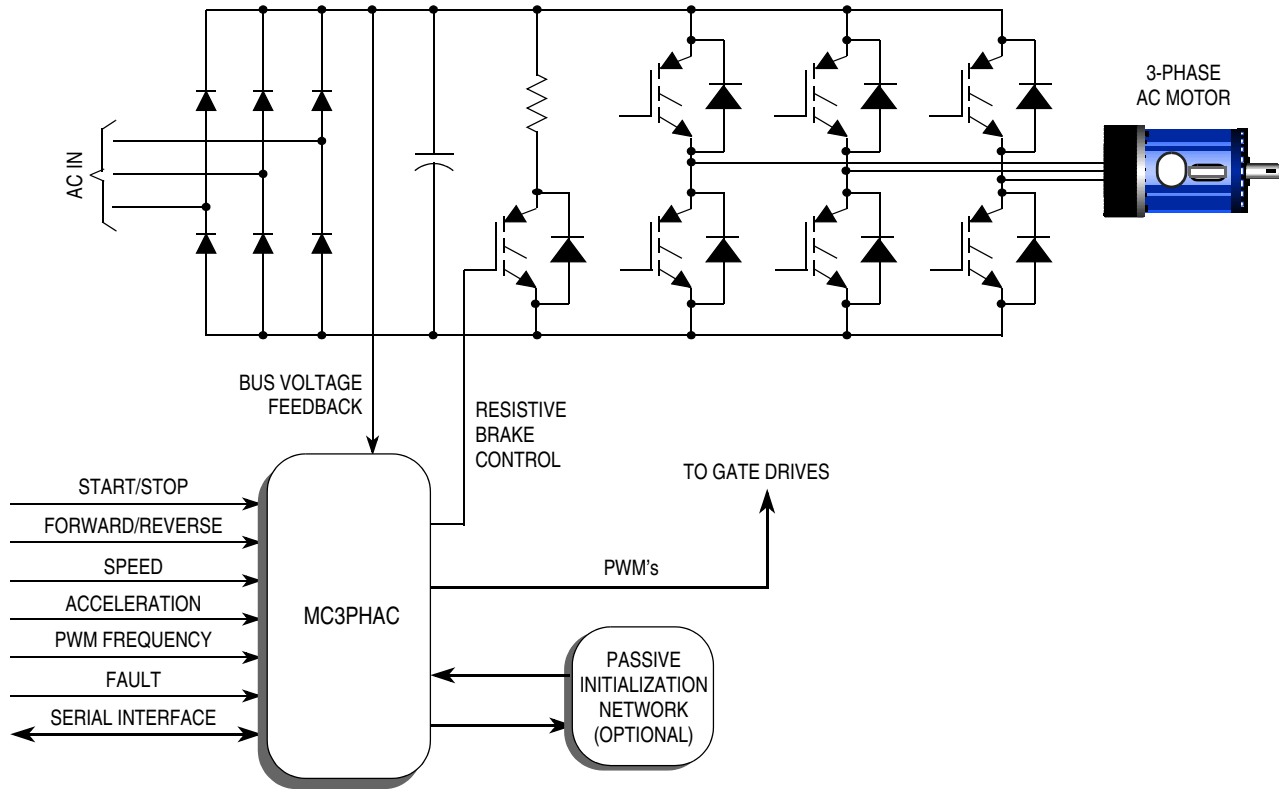 3-PHASE
AC MOTOR
AC IN
BUS VOLTAGE
FEEDBACK
RESISTIVE
BRAKE
CONTROL
TO GATE DRIVES
START/STOP
FORWARD/REVERSE
SPEED
ACCELERATION
PWM FREQUENCY
FAULT
SERIAL INTERFACE
MC3PHAC
PWM's
PASSIVE
INITIALIZATION
NETWORK
(OPTIONAL)